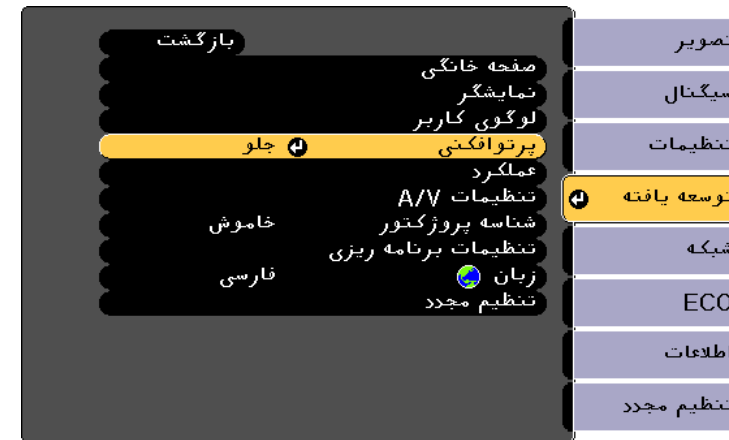 بازگشت
صفحه خانگی
نمایشگر
لوگوی کاربر
پرتوافکنی جلو
عملکرد
تنظیمات A/V
شناسه پروژکتور خاموش
تنظیمات برنامه ریزی
زبان فارسی
تنظیم مجدد
تصویر
سیگنال
تنظیمات
توسعه یافته
شبکه
ECO
اطلاعات
تنظیم مجدد